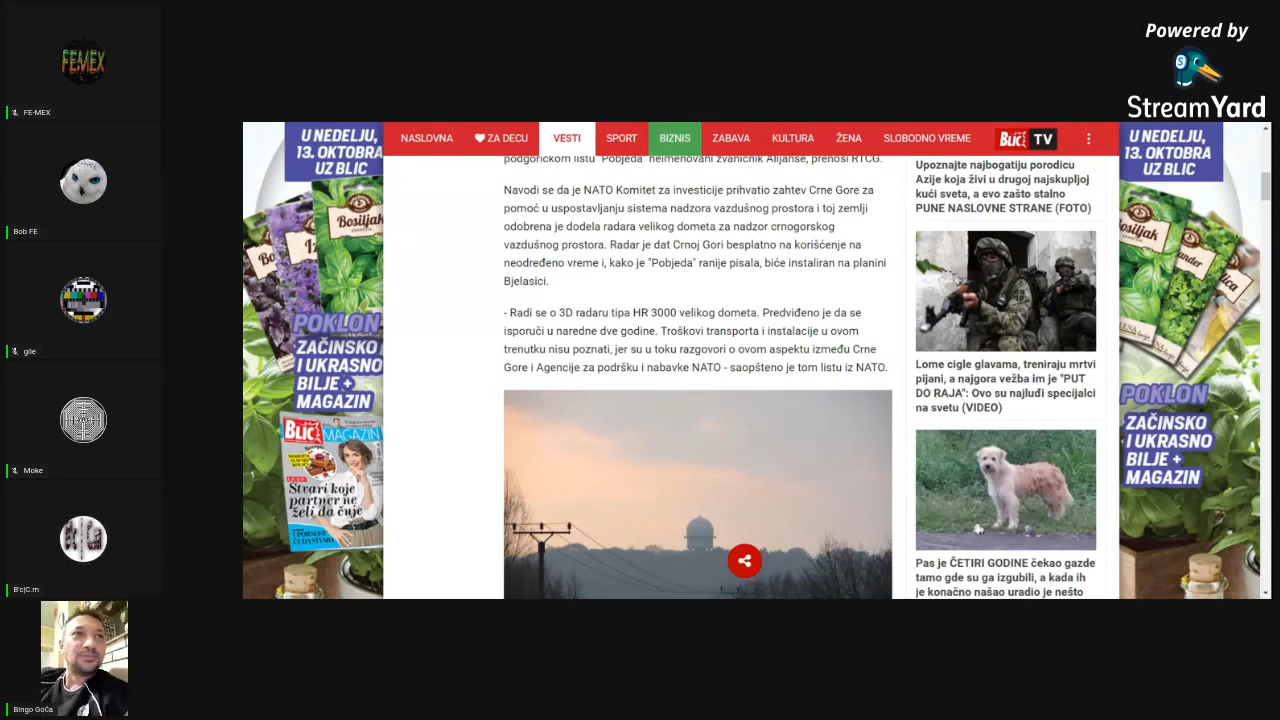 FEMEX
FE-MEX
Bob FE
gile
Moke
B'c|C.m
Bingo GoČa
Powered by
StreamYard
NASLOVNA
ZA DECU
VESTI
SPORT
BIZNIS
ZABAVA
KULTURA
ŽENA
SLOBODNO VREME
BLIC TV
U NEDELJU,
13. OKTOBRA
UZ BLIC
Bosiljak
POKLON
ZAČINSKO
I UKRASNO
BILJE +
MAGAZIN
BLIC MAGAZIN
Stvari koje
partner ne
želi da čuje
podgoričkom listu "Pobjeda" neimenovani zvaničnik Alijanse, prenosi RTCG.
Navodi se da je NATO Komitet za investicije prihvatio zahtev Crne Gore za
pomoć u uspostavljanju sistema nadzora vazdušnog prostora i toj zemlji
odobrena je dodela radara velikog dometa za nadzor crnogorskog
vazdušnog prostora. Radar je dat Crnoj Gori besplatno na korišćenje na
neodređeno vreme i, kako je "Pobjeda" ranije pisala, biće instaliran na planini
Bjelasici.
- Radi se o 3D radaru tipa HR 3000 velikog dometa. Predviđeno je da se
isporuči u naredne dve godine. Troškovi transporta i instalacije u ovom
trenutku nisu poznati, jer su u toku razgovori o ovom aspektu između Crne
Gore i Agencije za podršku i nabavke NATO - saopšteno je tom listu iz NATO.
Upoznajte najbogatiju porodicu
Azije koja živi u drugoj najskupljoj
kući sveta, a evo zašto stalno
PUNE NASLOVNE STRANE (FOTO)
Lome cigle glavama, treniraju mrtvi
pijani, a najgora vežba im je "PUT
DO RAJA": Ovo su najluđi specijalci
na svetu (VIDEO)
Pas je ČETIRI GODINE čekao gazde
tamo gde su ga izgubili, a kada ih
je konačno našao uradio je nešto
U NEDELJU,
13. OKTOBRA
UZ BLIC
Bosiljak
POKLON
ZAČINSKO
I UKRASNO
BILJE +
MAGAZIN